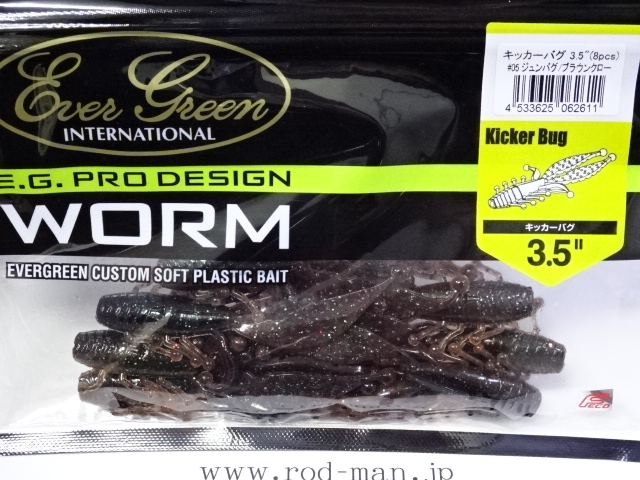 Ever Green
INTERNATIONAL
E.G. PRO DESIGN
WORM
EVERGREEN CUSTOM SOFT PLASTIC BAIT
キッカーバグ 3.5"(8pcs)
#05 ジュンバグ/ブラウンクロー
4 533625 062611
Kicker Bug
キッカーバグ
3.5"
FECO
www.rod-man.jp